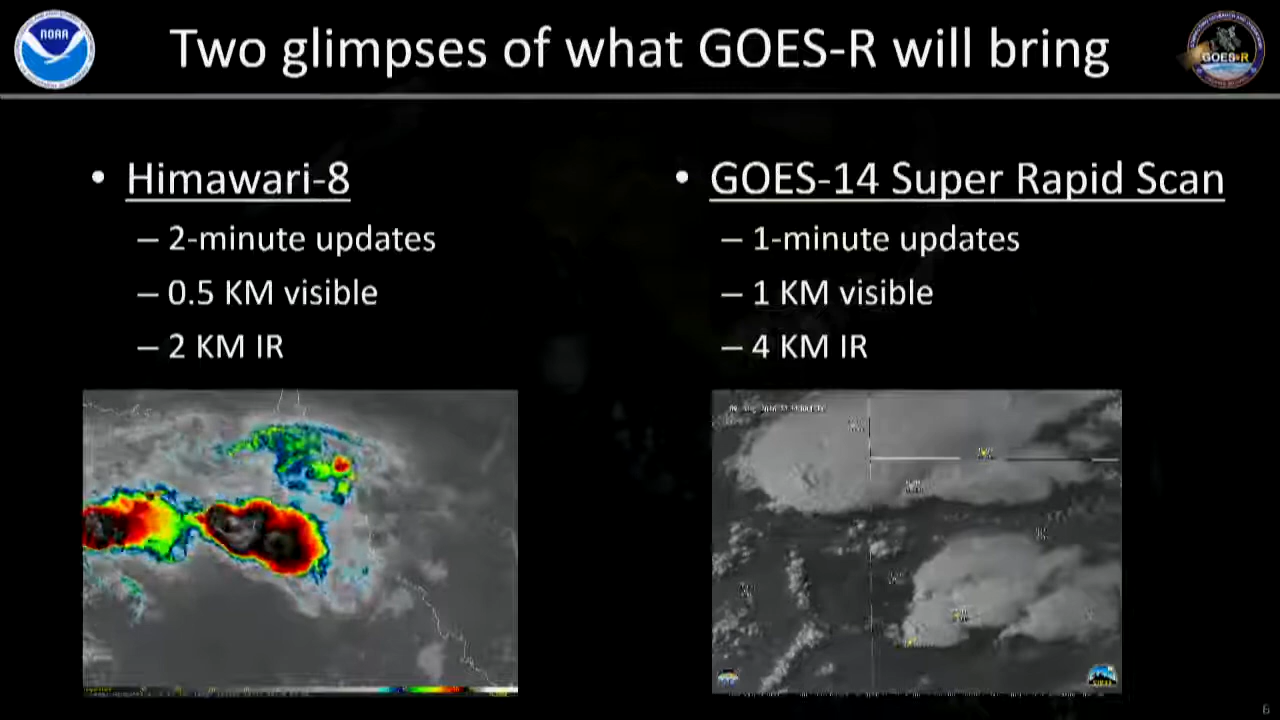 NOAA
Two glimpses of what GOES-R will bring
GOES-R
• Himawari-8
– 2-minute updates
– 0.5 KM visible
– 2 KM IR
• GOES-14 Super Rapid Scan
– 1-minute updates
– 1 KM visible
– 4 KM IR
6